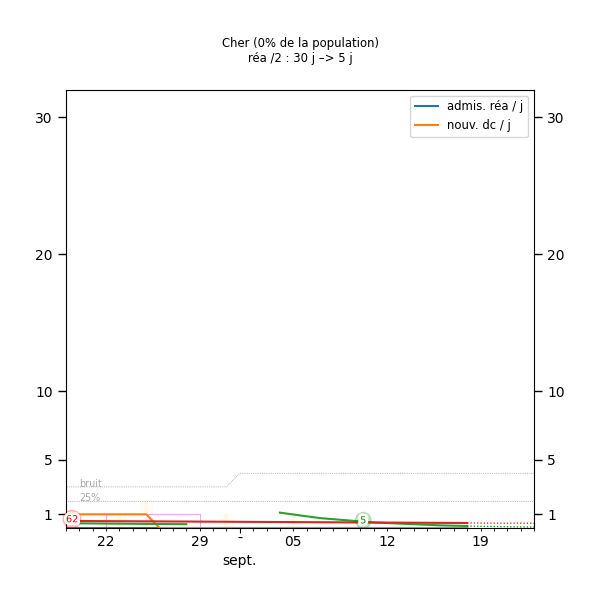 Cher (0% de la population)
réa /2 : 30 j –> 5 j
admis. réa / j
nouv. dc / j
30 30
20 20
10 10
5 5
bruit
25%
1 62 5 1
22 29 - 05 12 19
sept.